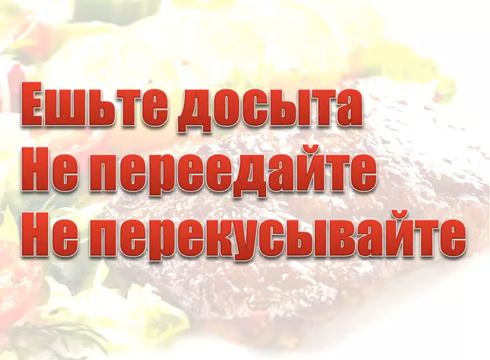 Ешьте досыта
Не переедайте
Не перекусывайте